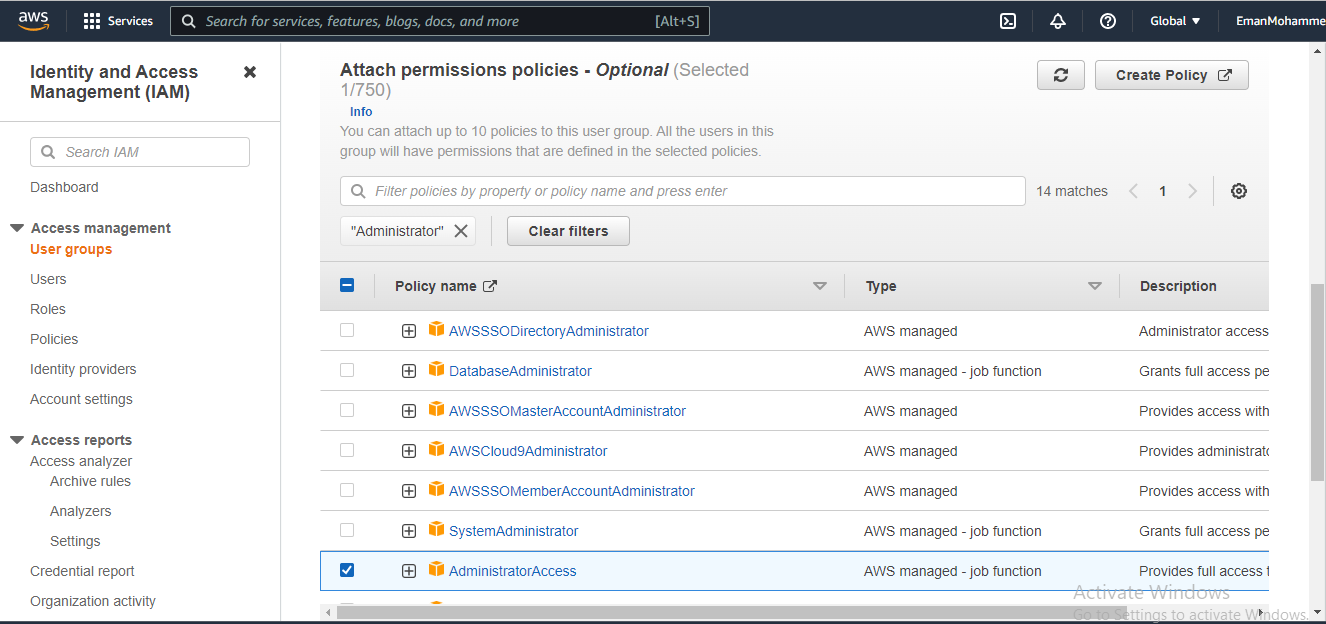 aws
Services
Search for services, features, blogs, docs, and more
[Alt+S]
Global
EmanMohamme
Identity and Access
Management (IAM)
Search IAM
Dashboard
Access management
User groups
Users
Roles
Policies
Identity providers
Account settings
Access reports
Access analyzer
Archive rules
Analyzers
Settings
Credential report
Organization activity
Attach permissions policies - Optional (Selected
1/750)
Info
You can attach up to 10 policies to this user group. All the users in this
group will have permissions that are defined in the selected policies.
Create Policy
Filter policies by property or policy name and press enter
14 matches
1
"Administrator"
Clear filters
Policy name Type Description
AWSSSODirectoryAdministrator AWS managed Administrator access
DatabaseAdministrator AWS managed - job function Grants full access pe
AWSSSOMasterAccountAdministrator AWS managed Provides access with
AWSCloud9Administrator AWS managed Provides administrato
AWSSSOMemberAccountAdministrator AWS managed Provides access with
SystemAdministrator AWS managed - job function Grants full access pe
AdministratorAccess AWS managed - job function Provides full access t
Activate Windows
Go to Settings to activate Windows.